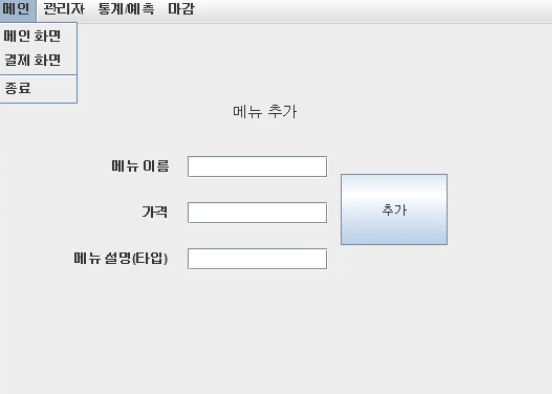 메인 관리자 통계/예측 마감
메인 화면
결제 화면
종료
메뉴 추가
메뉴 이름
가격
추가
메뉴 설명(타입)